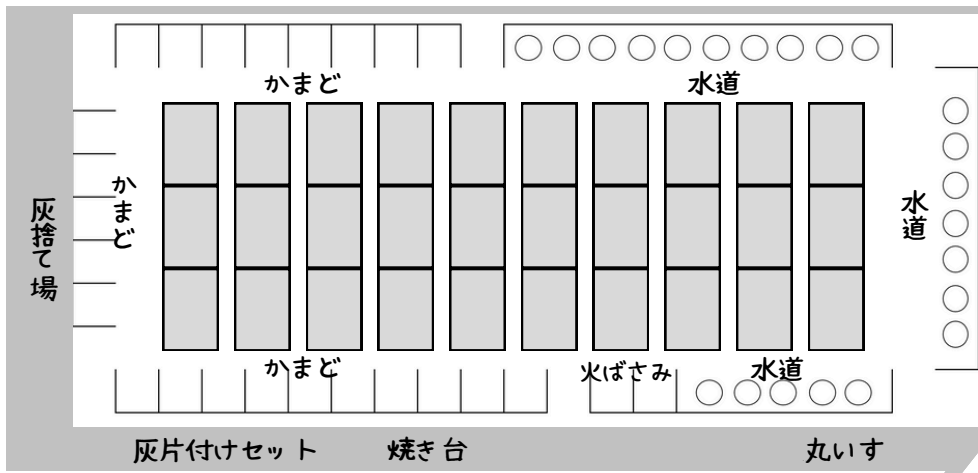 かまど
水道
かまど
灰捨て場
水道
かまど
火ばさみ
水道
灰片付けセット
焼き台
丸いす